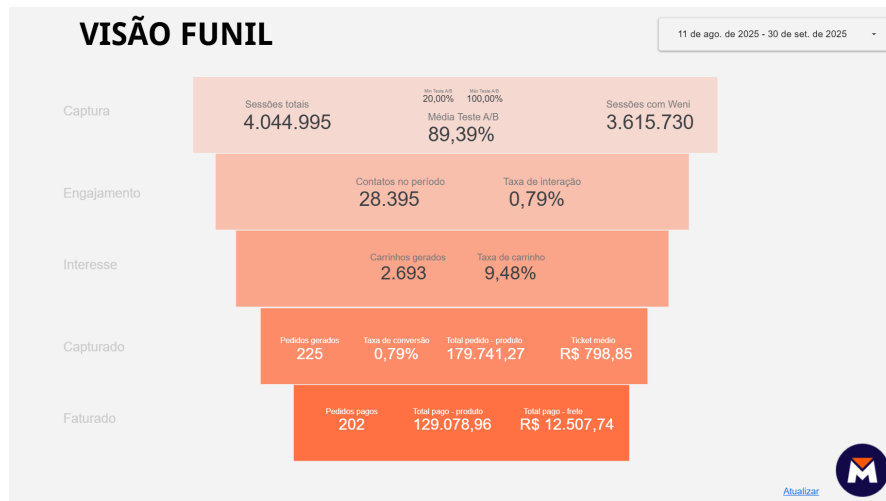 VISÃO FUNIL
11 de ago. de 2025 - 30 de set. de 2025
Captura
Sessões totais
4.044.995
Mín Teste A/B
20,00%
Máx Teste A/B
100,00%
Média Teste A/B
89,39%
Sessões com Weni
3.615.730
Engajamento
Contatos no período
28.395
Taxa de interação
0,79%
Interesse
Carrinhos gerados
2.693
Taxa de carrinho
9,48%
Capturado
Pedidos gerados
225
Taxa de conversão
0,79%
Total pedido - produto
179.741,27
Ticket médio
R$ 798,85
Faturado
Pedidos pagos
202
Total pago - produto
129.078,96
Total pago - frete
R$ 12.507,74
Atualizar
M